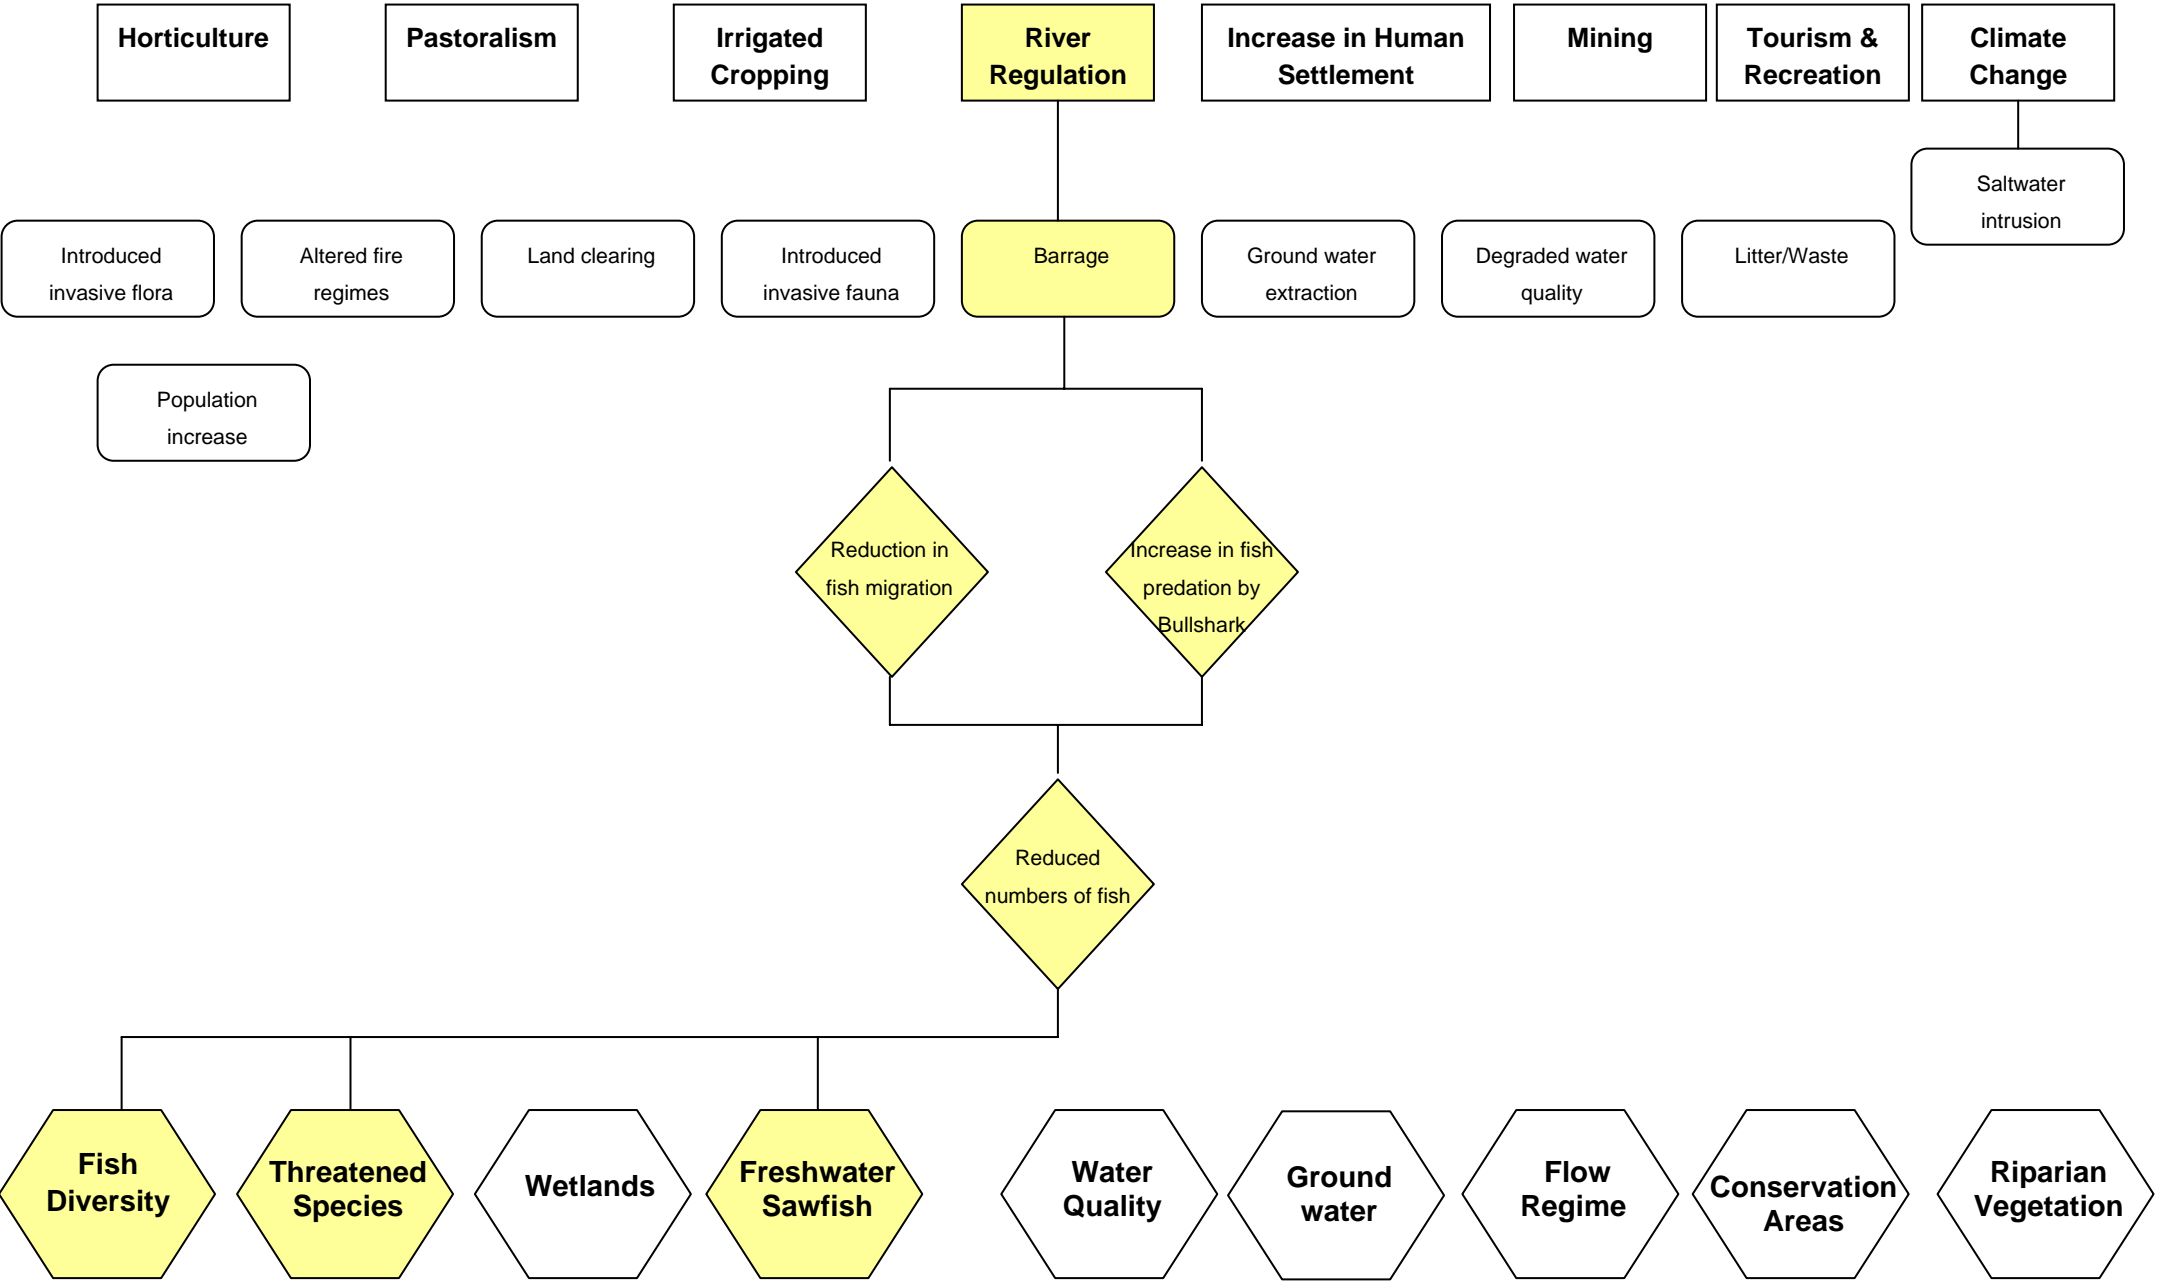 Horticulture
Pastoralism
Irrigated
Cropping
River
Regulation
Increase in Human
Settlement
Mining
Tourism &
Recreation
Climate
Change
Saltwater
intrusion
Introduced
invasive flora
Altered fire
regimes
Land clearing
Introduced
invasive fauna
Barrage
Ground water
extraction
Degraded water
quality
Litter/Waste
Population
increase
Reduction in
fish migration
Increase in fish
predation by
Bullshark
Reduced
numbers of fish
Fish
Diversity
Threatened
Species
Wetlands
Freshwater
Sawfish
Water
Quality
Ground
water
Flow
Regime
Conservation
Areas
Riparian
Vegetation